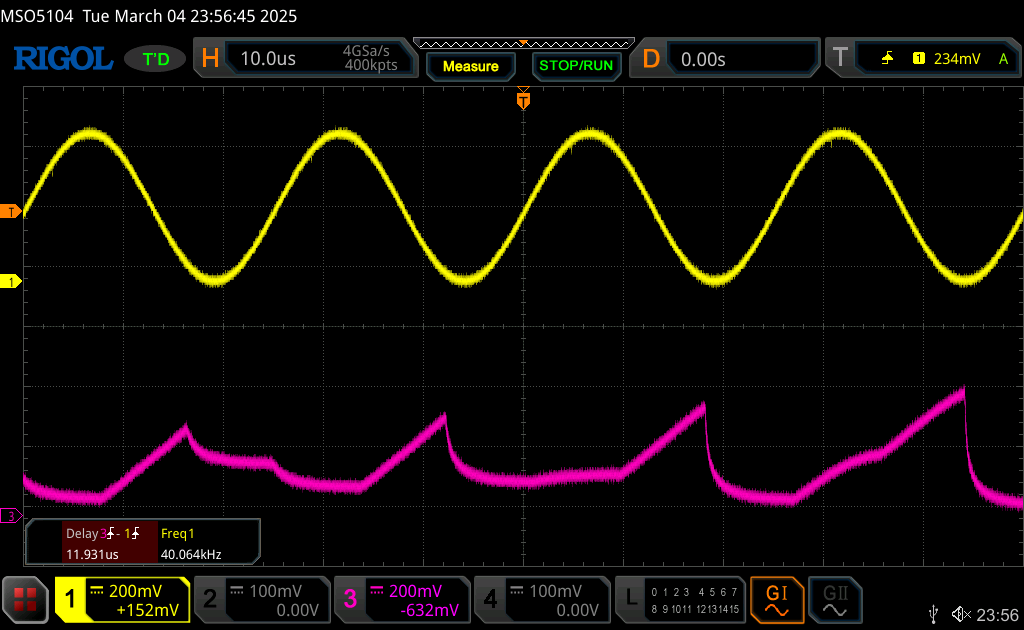 MSO5104 Tue March 04 23:56:45 2025
RIGOL T'D H 10.0us 4GSa/s 400kpts Measure STOP/RUN D 0.00s T 1 234mV A
T
T
1
3
Delay 3 - 1 Freq1
11.931us 40.064kHz
1 200mV +152mV 2 100mV 0.00V 3 200mV -632mV 4 100mV 0.00V L 0 1 2 3 4 5 6 7 8 9 10 11 12 13 14 15 GI GII
23:56